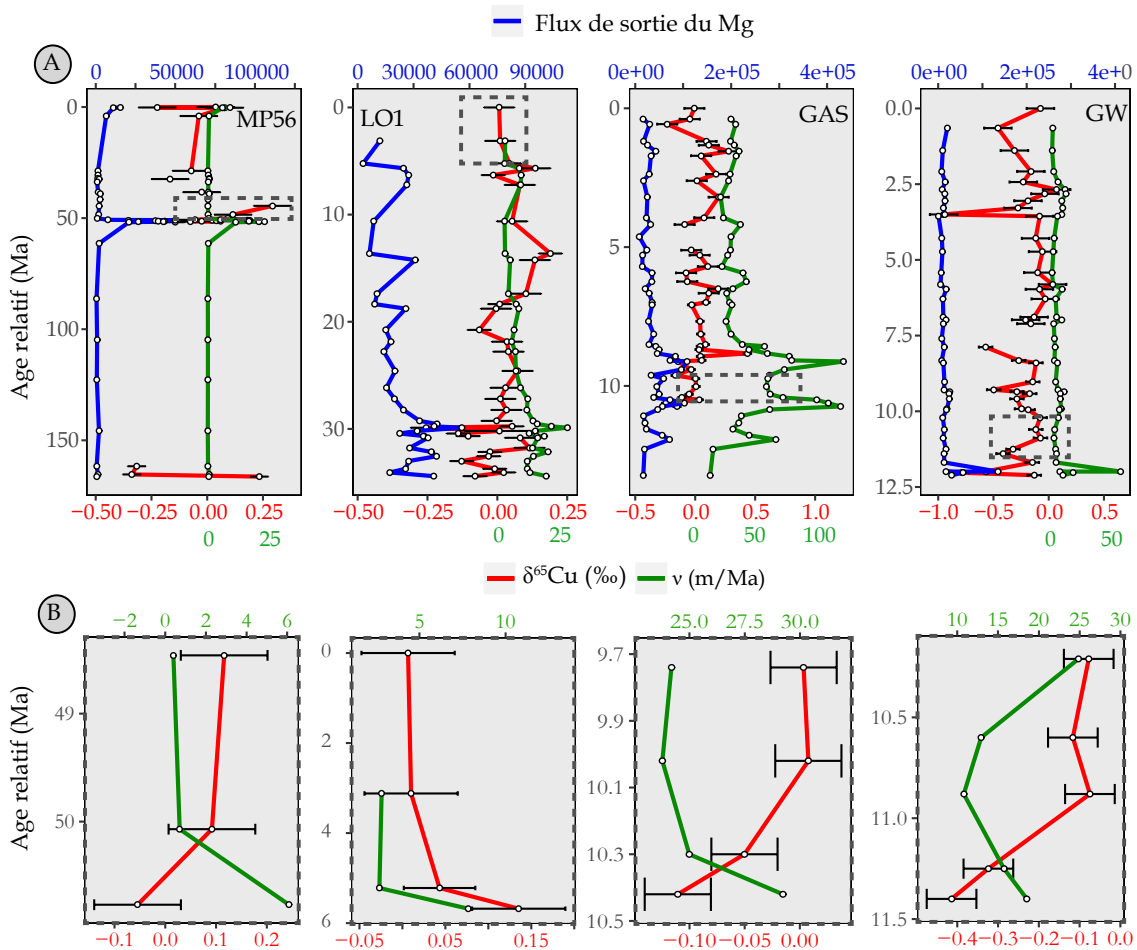 Flux de sortie du Mg
A
0 50000 100000
0 30000 60000 90000
0e+00 2e+05 4e+05
0e+00 2e+05 4e+0
Age relatif (Ma)
0
50
100
150
MP56
0
10
20
30
LO1
0
5
10
GAS
0.0
2.5
5.0
7.5
10.0
12.5
GW
−0.50 −0.25 0.00 0.25
0 25
−0.50 −0.25 0.00 0.25
0 25
−0.5 0.0 0.5 1.0
0 100
−1.0 −0.5 0.0 0.5
0 50
δ⁶⁵Cu (‰) ν (m/Ma)
B
−2 0 2 4 6
5 10
25.0 27.5 30.2
10 15 20 25 30
Age relatif (Ma)
49
50
0
2
4
6
9.7
9.9
10.1
10.3
10.5
10.5
11.0
11.5
−0.1 0.0 0.1 0.2
−0.05 0.05 0.15
−0.10 0.00
−0.4 −0.3 −0.2 −0.1 0.0